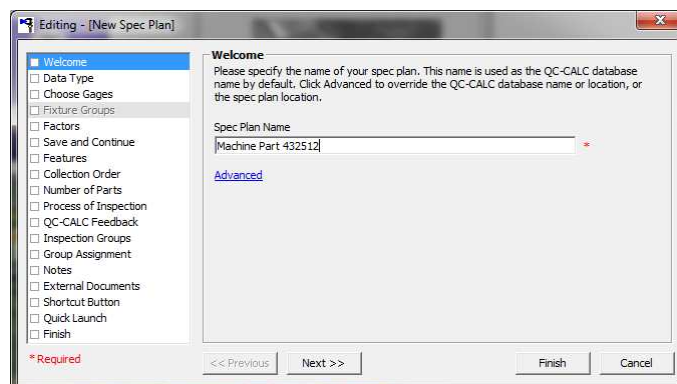 Editing - [New Spec Plan]
Welcome
Data Type
Choose Gages
Fixture Groups
Factors
Save and Continue
Features
Collection Order
Number of Parts
Process of Inspection
QC-CALC Feedback
Inspection Groups
Group Assignment
Notes
External Documents
Shortcut Button
Quick Launch
Finish
* Required
Welcome
Please specify the name of your spec plan. This name is used as the QC-CALC database
name by default. Click Advanced to override the QC-CALC database name or location, or
the spec plan location.
Spec Plan Name
Machine Part 432512
*
Advanced
<< Previous
Next >>
Finish
Cancel